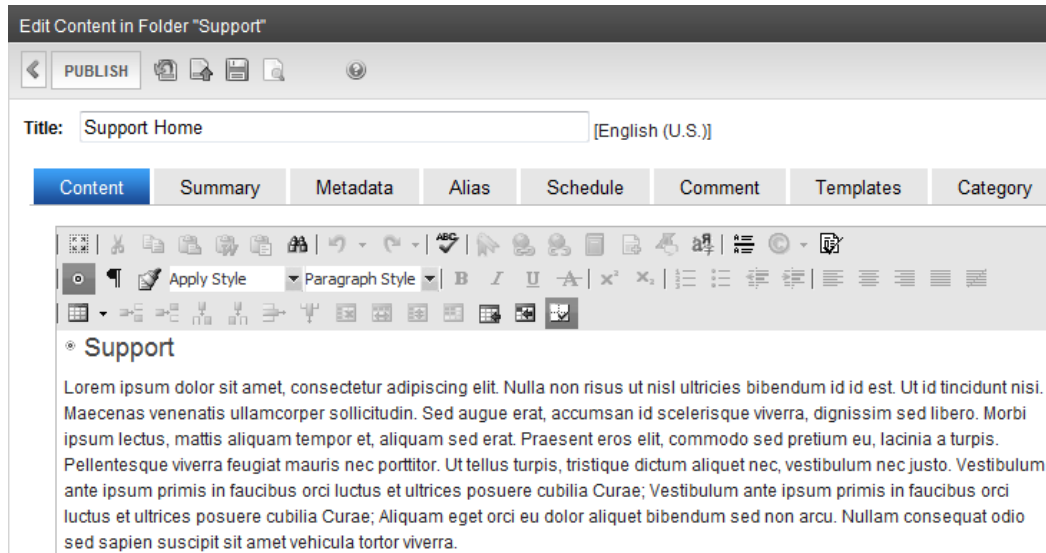 Edit Content in Folder "Support"
PUBLISH
Title: Support Home [English (U.S.)]
Content Summary Metadata Alias Schedule Comment Templates Category
ABC
Apply Style Paragraph Style B I U A x² x₂
Support
Lorem ipsum dolor sit amet, consectetur adipiscing elit. Nulla non risus ut nisl ultricies bibendum id id est. Ut id tincidunt nisi.
Maecenas venenatis ullamcorper sollicitudin. Sed augue erat, accumsan id scelerisque viverra, dignissim sed libero. Morbi
ipsum lectus, mattis aliquam tempor et, aliquam sed erat. Praesent eros elit, commodo sed pretium eu, lacinia a turpis.
Pellentesque viverra feugiat mauris nec porttitor. Ut tellus turpis, tristique dictum aliquet nec, vestibulum nec justo. Vestibulum
ante ipsum primis in faucibus orci luctus et ultrices posuere cubilia Curae; Vestibulum ante ipsum primis in faucibus orci
luctus et ultrices posuere cubilia Curae; Aliquam eget orci eu dolor aliquet bibendum sed non arcu. Nullam consequat odio
sed sapien suscipit sit amet vehicula tortor viverra.